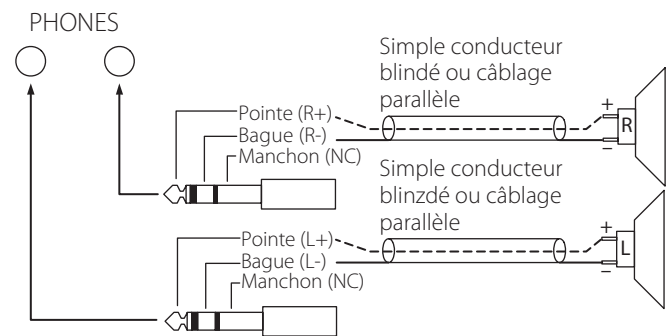 PHONES
Simple conducteur
blindé ou câblage
parallèle
Pointe (R+)
Bague (R-)
Manchon (NC)
+
R
−
Simple conducteur
blinzdé ou câblage
parallèle
Pointe (L+)
Bague (L-)
Manchon (NC)
+
L
−